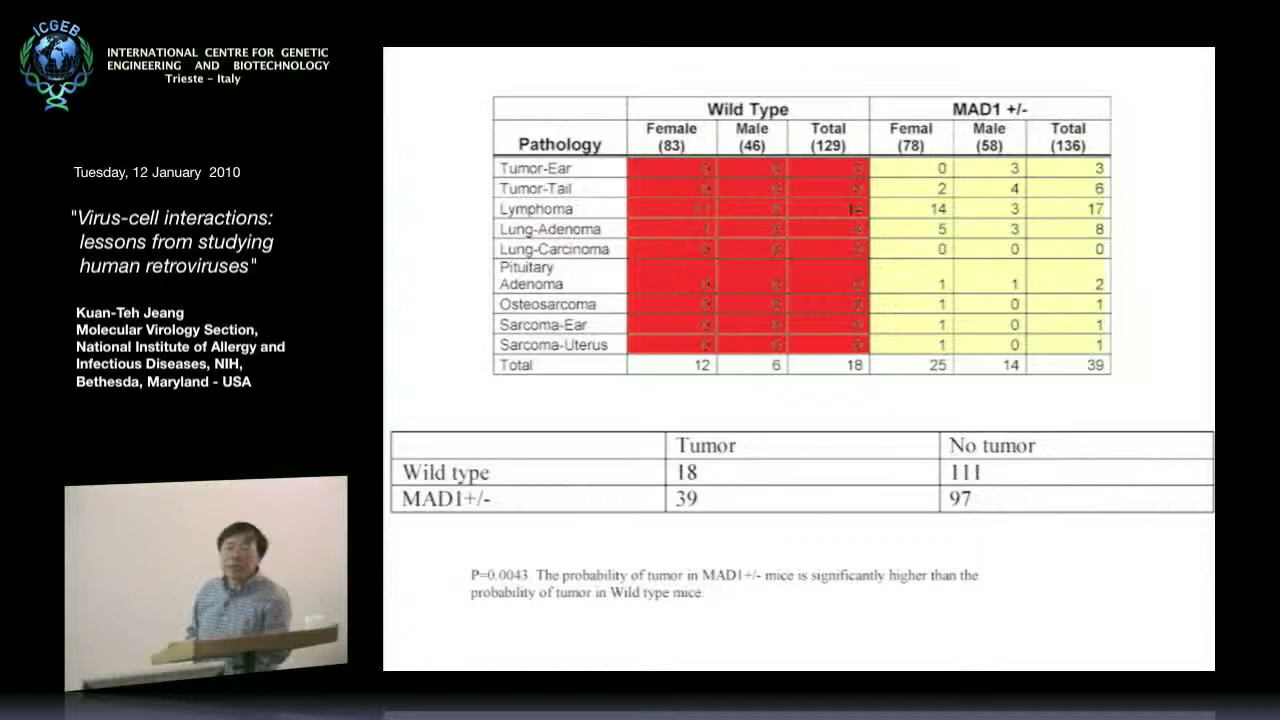 ICGEB
INTERNATIONAL CENTRE FOR GENETIC
ENGINEERING AND BIOTECHNOLOGY
Trieste - Italy
Tuesday, 12 January 2010
"Virus-cell interactions:
lessons from studying
human retroviruses"
Kuan-Teh Jeang
Molecular Virology Section,
National Institute of Allergy and
Infectious Diseases, NIH,
Bethesda, Maryland - USA
Wild Type MAD1 +/-
Pathology Female (83) Male (46) Total (129) Femal (78) Male (58) Total (136)
Tumor-Ear 0 3 3
Tumor-Tail 2 4 6
Lymphoma 14 14 3 17
Lung-Adenoma 5 3 8
Lung-Carcinoma 0 0 0
Pituitary
Adenoma 1 1 2
Osteosarcoma 1 0 1
Sarcoma-Ear 1 0 1
Sarcoma-Uterus 1 0 1
Total 12 6 18 25 14 39
Tumor No tumor
Wild type 18 111
MAD1+/- 39 97
P=0.0043 The probability of tumor in MAD1+/- mice is significantly higher than the
probability of tumor in Wild type mice.